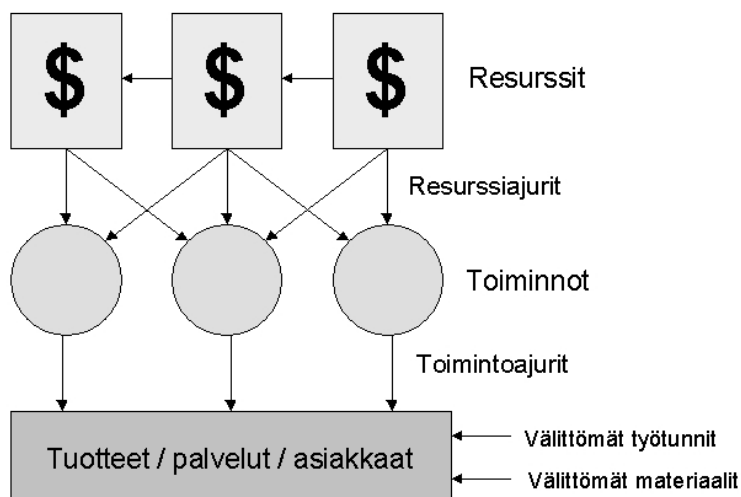 $ $ $
Resurssit
Resurssiajurit
Toiminnot
Toimintoajurit
Tuotteet / palvelut / asiakkaat
Välittömät työtunnit
Välittömät materiaalit